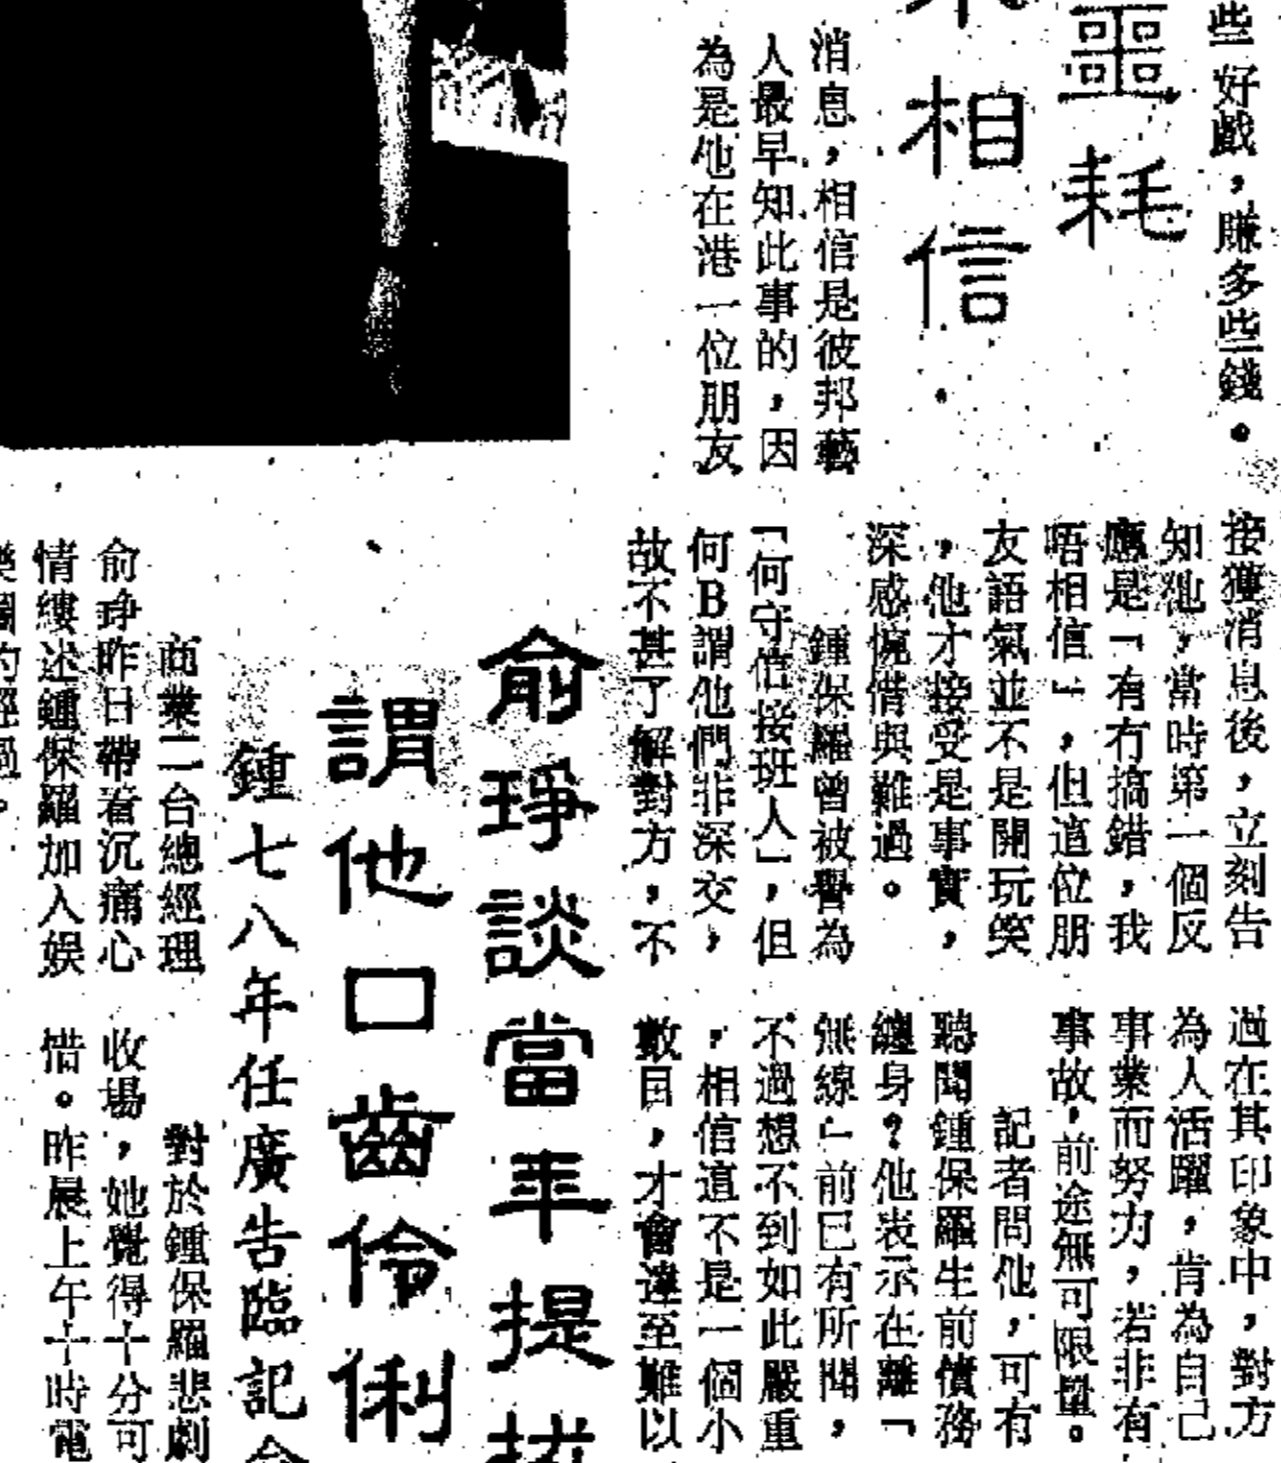 些好戲，賺多些錢。
噩耗
相信
消息，相信是彼邦藝
人最早知此事的，因
為是他在港一位朋友
接獲消息後，立刻告
知他，當時第一個反
應是「有冇搞錯，我
唔相信」，但這位朋
友語氣並不是開玩笑
，他才接受是事實，
深感惋惜與難過。
鍾保羅曾被譽為
「何守信接班人」，但
何B謂他們非深交，
故不甚了解對方，不
過在其印象中，對方
為人活躍，肯為自己
事業而努力，若非有
事故，前途無可限量。
記者問他，可有
聽聞鍾保羅生前債務
纏身？他表示在離「
無線」前已有所聞，
不過想不到如此嚴重
，相信這不是一個小
數目，才會達至難以
俞琤談當年提
謂他口齒伶俐
鍾七八年任廣告臨記
商業二台總經理
俞琤昨日帶着沉痛心
情縷述鍾保羅加入娛
樂圈的經過。
對於鍾保羅悲劇
收場，她覺得十分可
惜。昨晨上午十時電